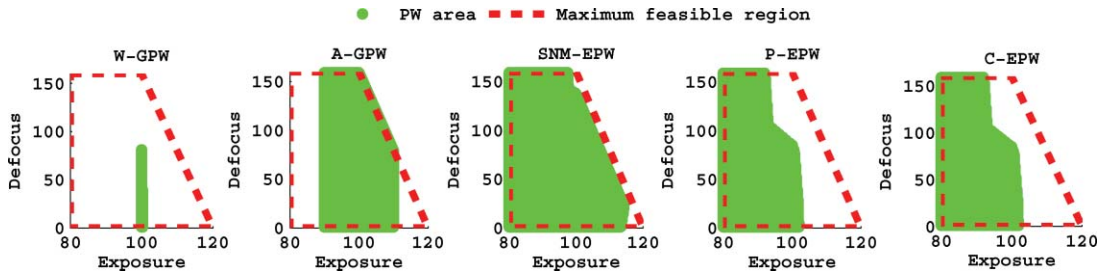 PW area Maximum feasible region
W-GPW A-GPW SNM-EPW P-EPW C-EPW
150 150 150 150 150
100 100 100 100 100
50 50 50 50 50
0 0 0 0 0
Defocus Defocus Defocus Defocus Defocus
80 100 120 80 100 120 80 100 120 80 100 120 80 100 120
Exposure Exposure Exposure Exposure Exposure